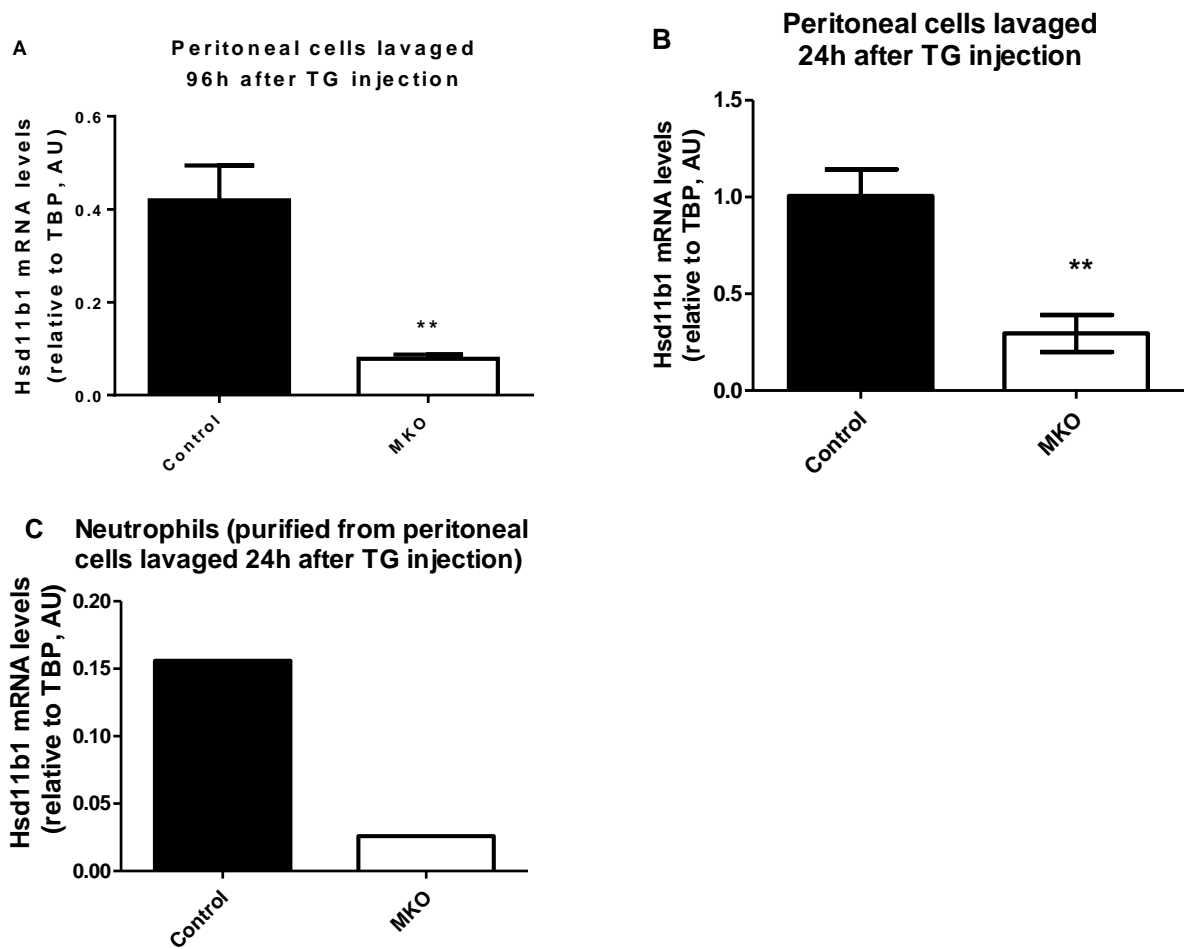 A
Peritoneal cells lavaged
96h after TG injection
Hsd11b1 mRNA levels
(relative to TBP, AU)
0.6
0.4
0.2
0.0
**
Control
MKO
B
Peritoneal cells lavaged
24h after TG injection
Hsd11b1 mRNA levels
(relative to TBP, AU)
1.5
1.0
0.5
0.0
**
Control
MKO
C Neutrophils (purified from peritoneal
cells lavaged 24h after TG injection)
Hsd11b1 mRNA levels
(relative to TBP, AU)
0.20
0.15
0.10
0.05
0.00
Control
MKO